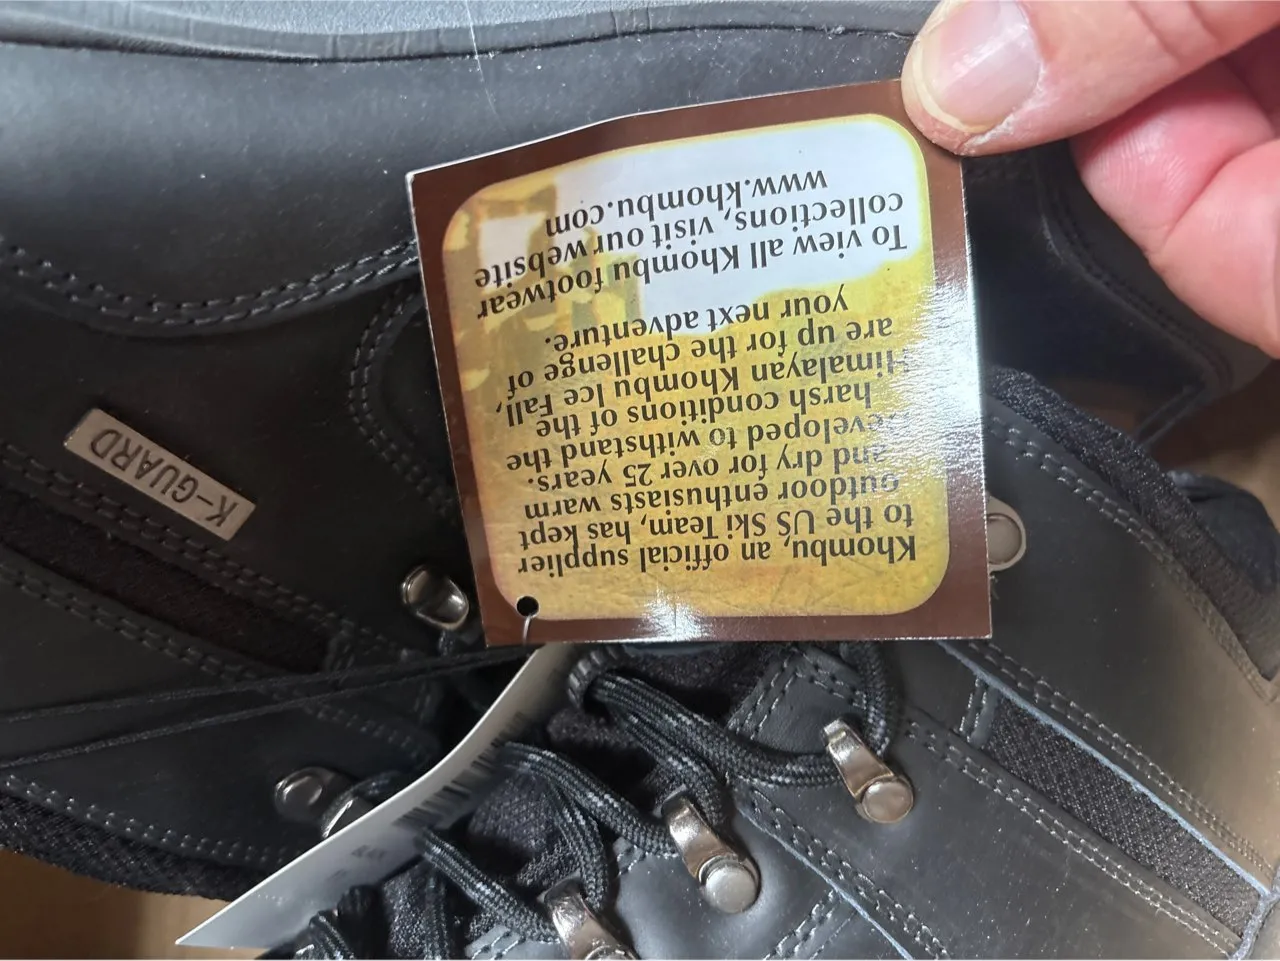 Khombu, an official supplier
to the US Ski Team, has kept
outdoor enthusiasts warm
and dry for over 25 years.
Developed to withstand the
harsh conditions of the
Himalayan Khombu Ice Fall,
are up for the challenge of
your next adventure.
To view all Khombu footwear
collections, visit our website
www.khombu.com
K-GUARD